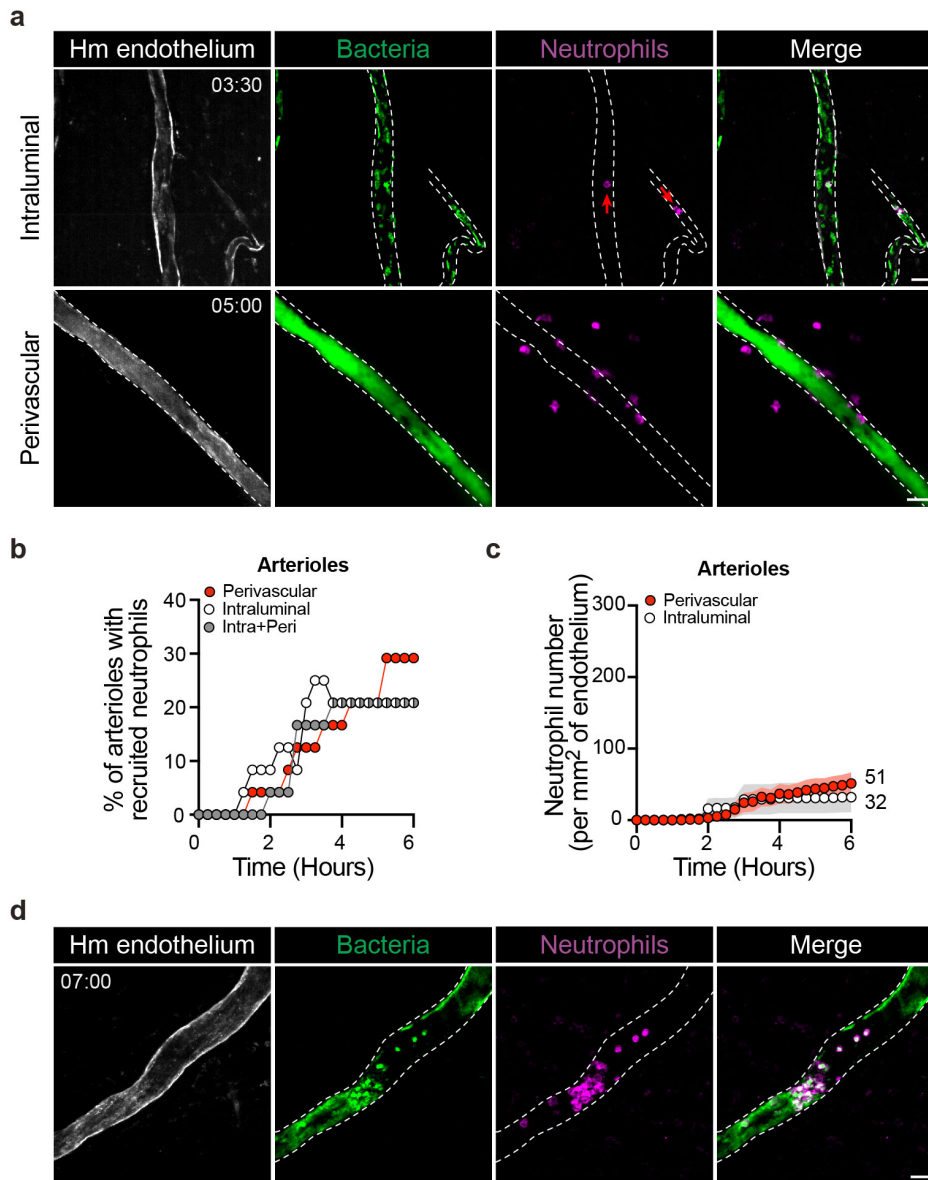 a
Hm endothelium Bacteria Neutrophils Merge
Intraluminal
03:30
Perivascular
05:00
b
Arterioles
Perivascular
Intraluminal
Intra+Peri
% of arterioles with
recruited neutrophils
40
30
20
10
0
0 2 4 6
Time (Hours)
c
Arterioles
Perivascular
Intraluminal
Neutrophil number
(per mm² of endothelium)
300
200
100
0
51
32
0 2 4 6
Time (Hours)
d
Hm endothelium Bacteria Neutrophils Merge
07:00